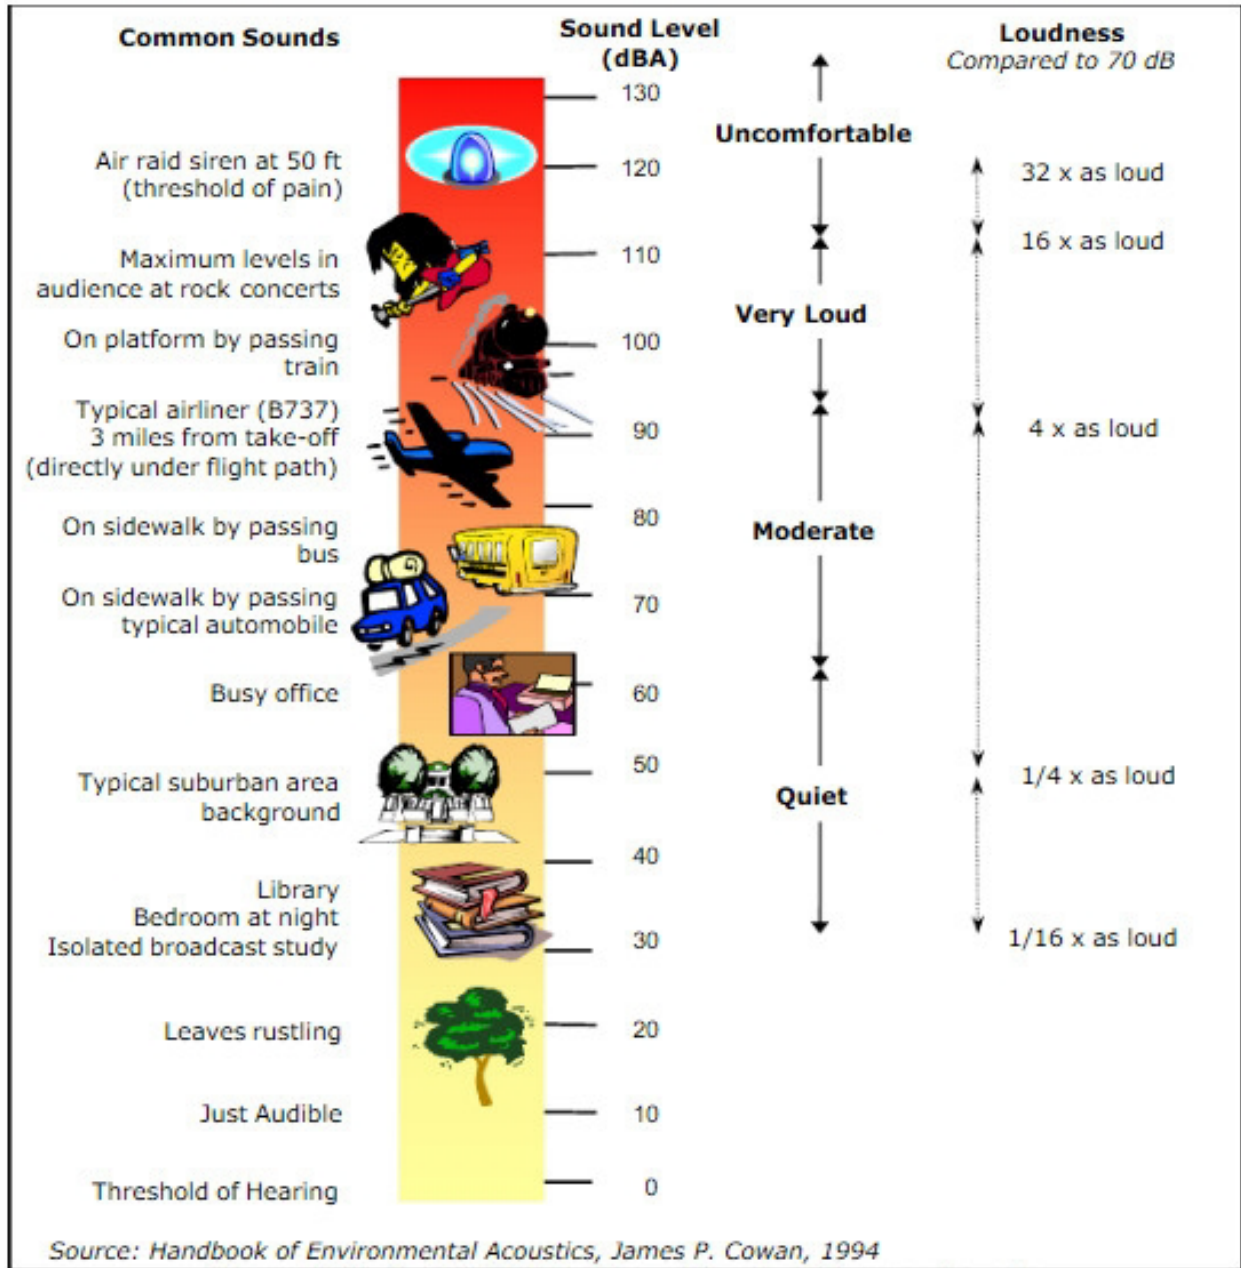 Common Sounds
Sound Level
(dBA)
Loudness
Compared to 70 dB
130
Uncomfortable
Air raid siren at 50 ft
(threshold of pain)
120
32 x as loud
16 x as loud
Maximum levels in
audience at rock concerts
110
Very Loud
On platform by passing
train
100
Typical airliner (B737)
3 miles from take-off
(directly under flight path)
90
4 x as loud
On sidewalk by passing
bus
80
Moderate
On sidewalk by passing
typical automobile
70
Busy office
60
Typical suburban area
background
50
1/4 x as loud
Quiet
40
Library
Bedroom at night
Isolated broadcast study
30
1/16 x as loud
Leaves rustling
20
Just Audible
10
Threshold of Hearing
0
Source: Handbook of Environmental Acoustics, James P. Cowan, 1994